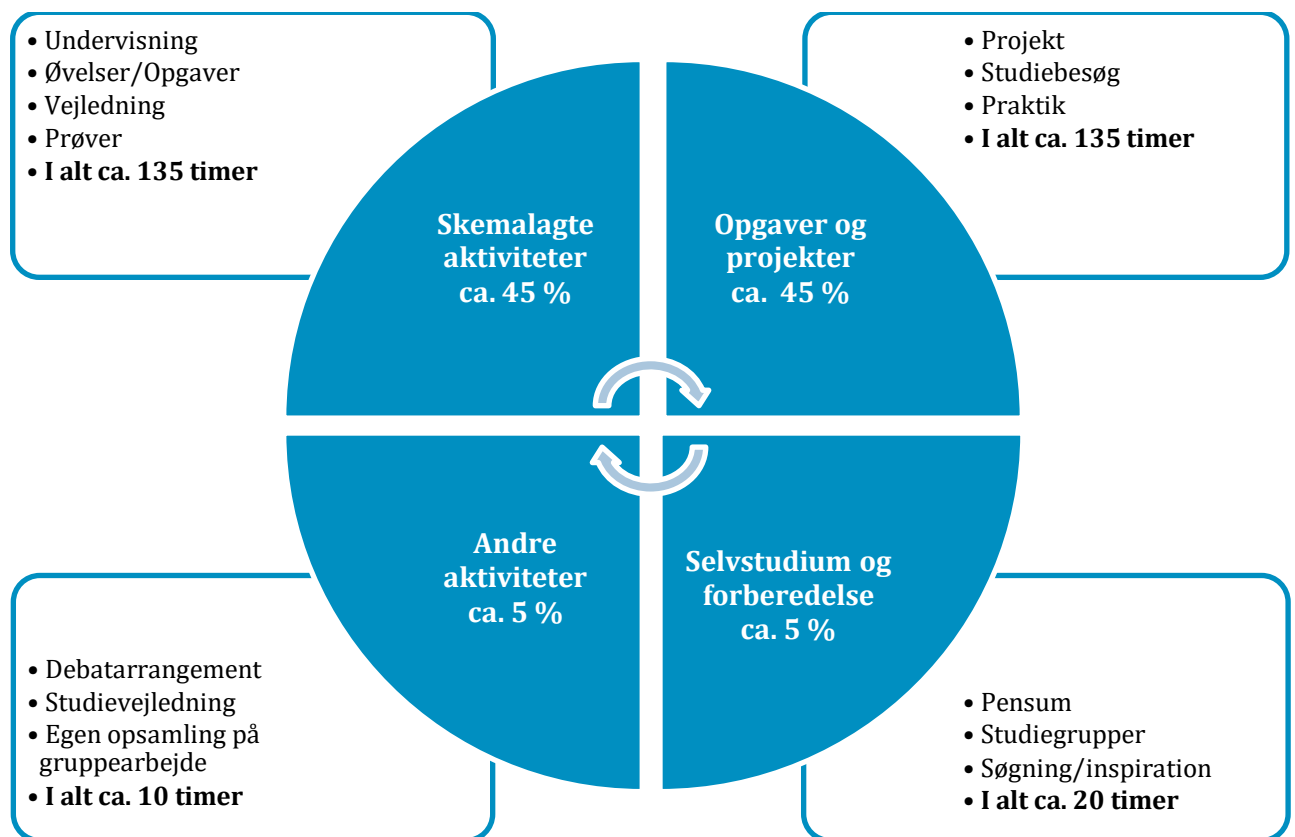 • Undervisning
• Øvelser/Opgaver
• Vejledning
• Prøver
• I alt ca. 135 timer
• Projekt
• Studiebesøg
• Praktik
• I alt ca. 135 timer
Skemalagte
aktiviteter
ca. 45 %
Opgaver og
projekter
ca. 45 %
Andre
aktiviteter
ca. 5 %
Selvstudium og
forberedelse
ca. 5 %
• Debatarrangement
• Studievejledning
• Egen opsamling på
gruppearbejde
• I alt ca. 10 timer
• Pensum
• Studiegrupper
• Søgning/inspiration
• I alt ca. 20 timer